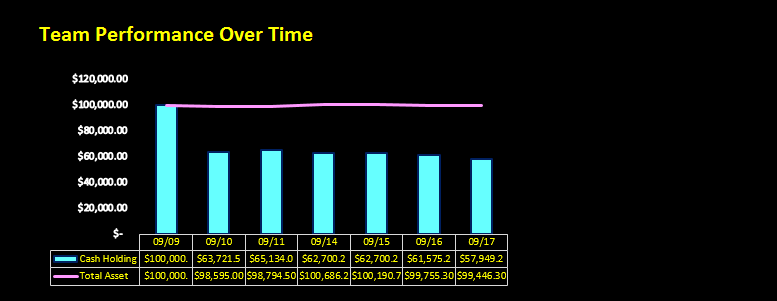 Team Performance Over Time
$120,000.00
$100,000.00
$80,000.00
$60,000.00
$40,000.00
$20,000.00
$-
09/09 09/10 09/11 09/14 09/15 09/16 09/17
Cash Holding $100,000. $63,721.5 $65,134.0 $62,700.2 $62,700.2 $61,575.2 $57,949.2
Total Asset $100,000. $98,595.00 $98,794.50 $100,686.2 $100,190.7 $99,755.30 $99,446.30